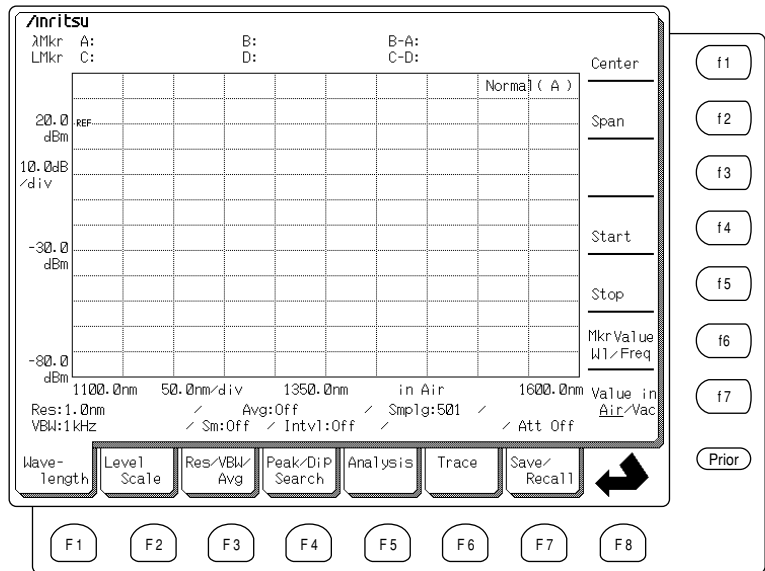 Anritsu
λMkr A: B: B-A:
LMkr C: D: C-D:
Normal ( A )
20.0 REF
dBm
10.0dB
/div
-30.0
dBm
-80.0
dBm
1100.0nm 50.0nm/div 1350.0nm in Air 1600.0nm
Res:1.0nm / Avg:Off / Smplg:501 /
VBW:1kHz / Sm:Off / Intvl:Off / / Att Off
Center
Span
Start
Stop
MkrValue
Wl/Freq
Value in
Air/Vac
f1
f2
f3
f4
f5
f6
f7
Prior
Wave-
length
Level
Scale
Res/VBW/
Avg
Peak/Dip
Search
Analysis
Trace
Save/
Recall
F1 F2 F3 F4 F5 F6 F7 F8